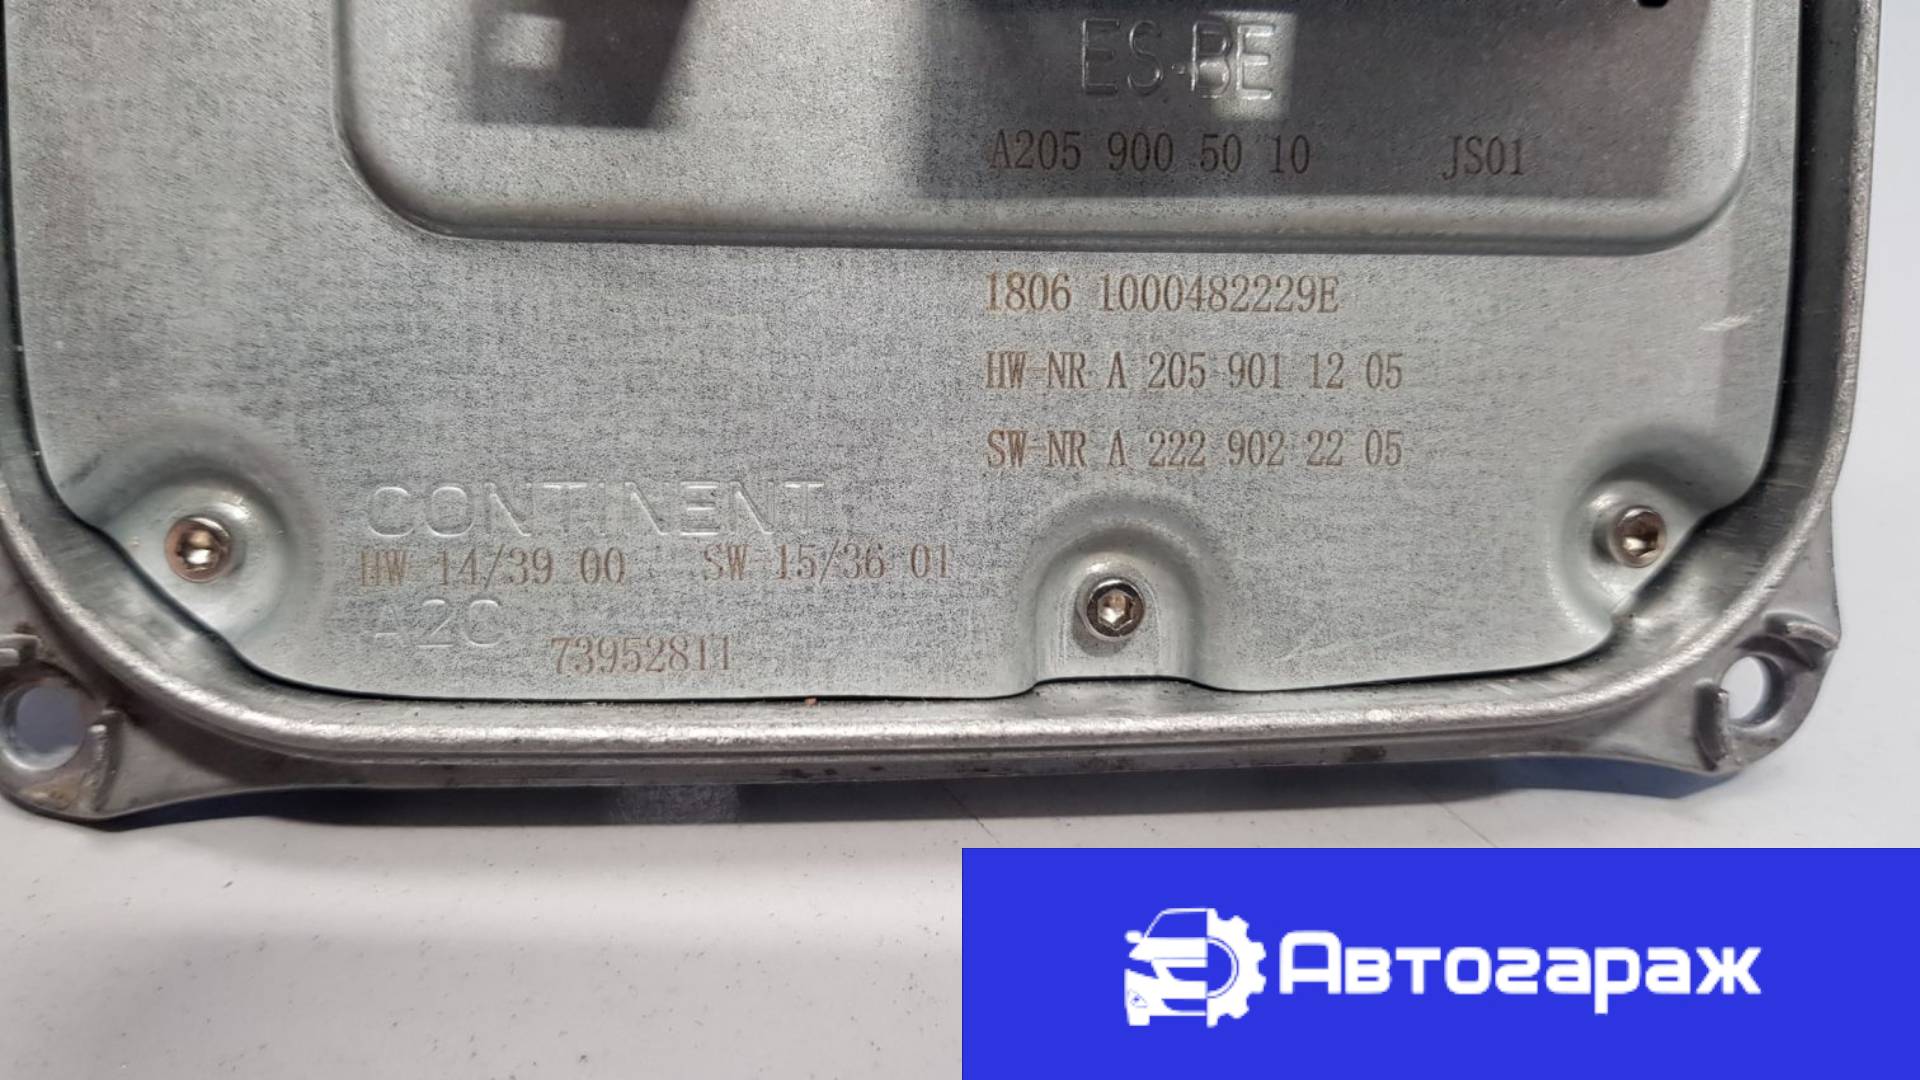 ES-BE
A205 900 50 10 JS01
1806 1000482229E
HW-NR A 205 901 12 05
SW-NR A 222 902 22 05
CONTINENT
HW 14/39 00 SW 15/36 01
A2C 73952811
Автогараж